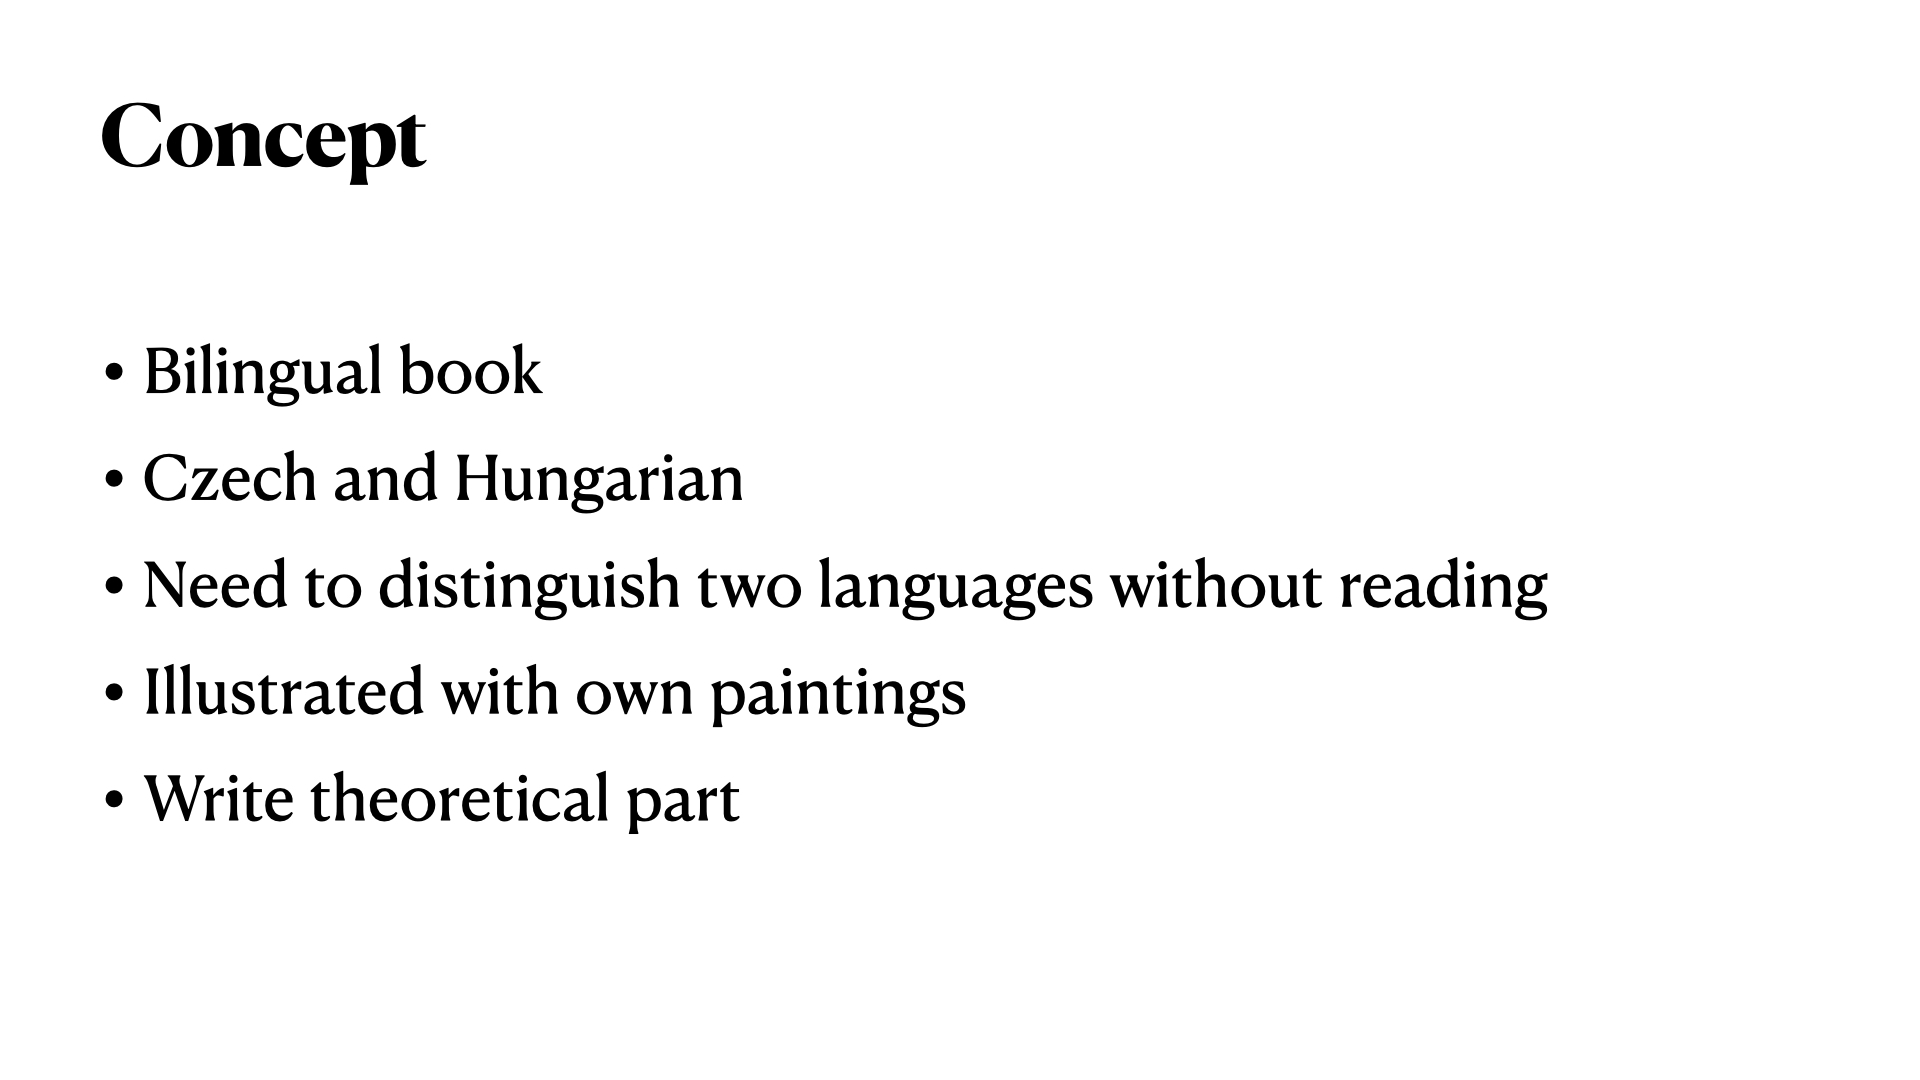 Concept
• Bilingual book
• Czech and Hungarian
• Need to distinguish two languages without reading
• Illustrated with own paintings
• Write theoretical part